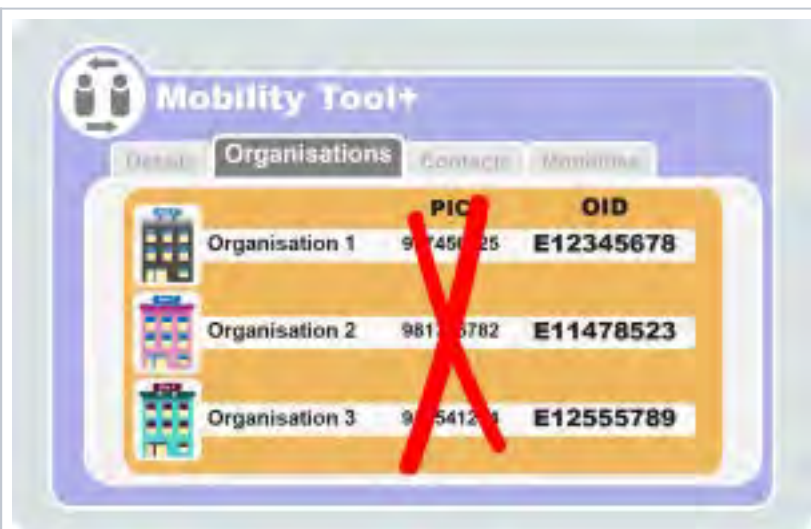 Mobility Tool+
Details Organisations Contacts Mobilities
PIC OID
Organisation 1 E12345678
Organisation 2 E11478523
Organisation 3 E12555789